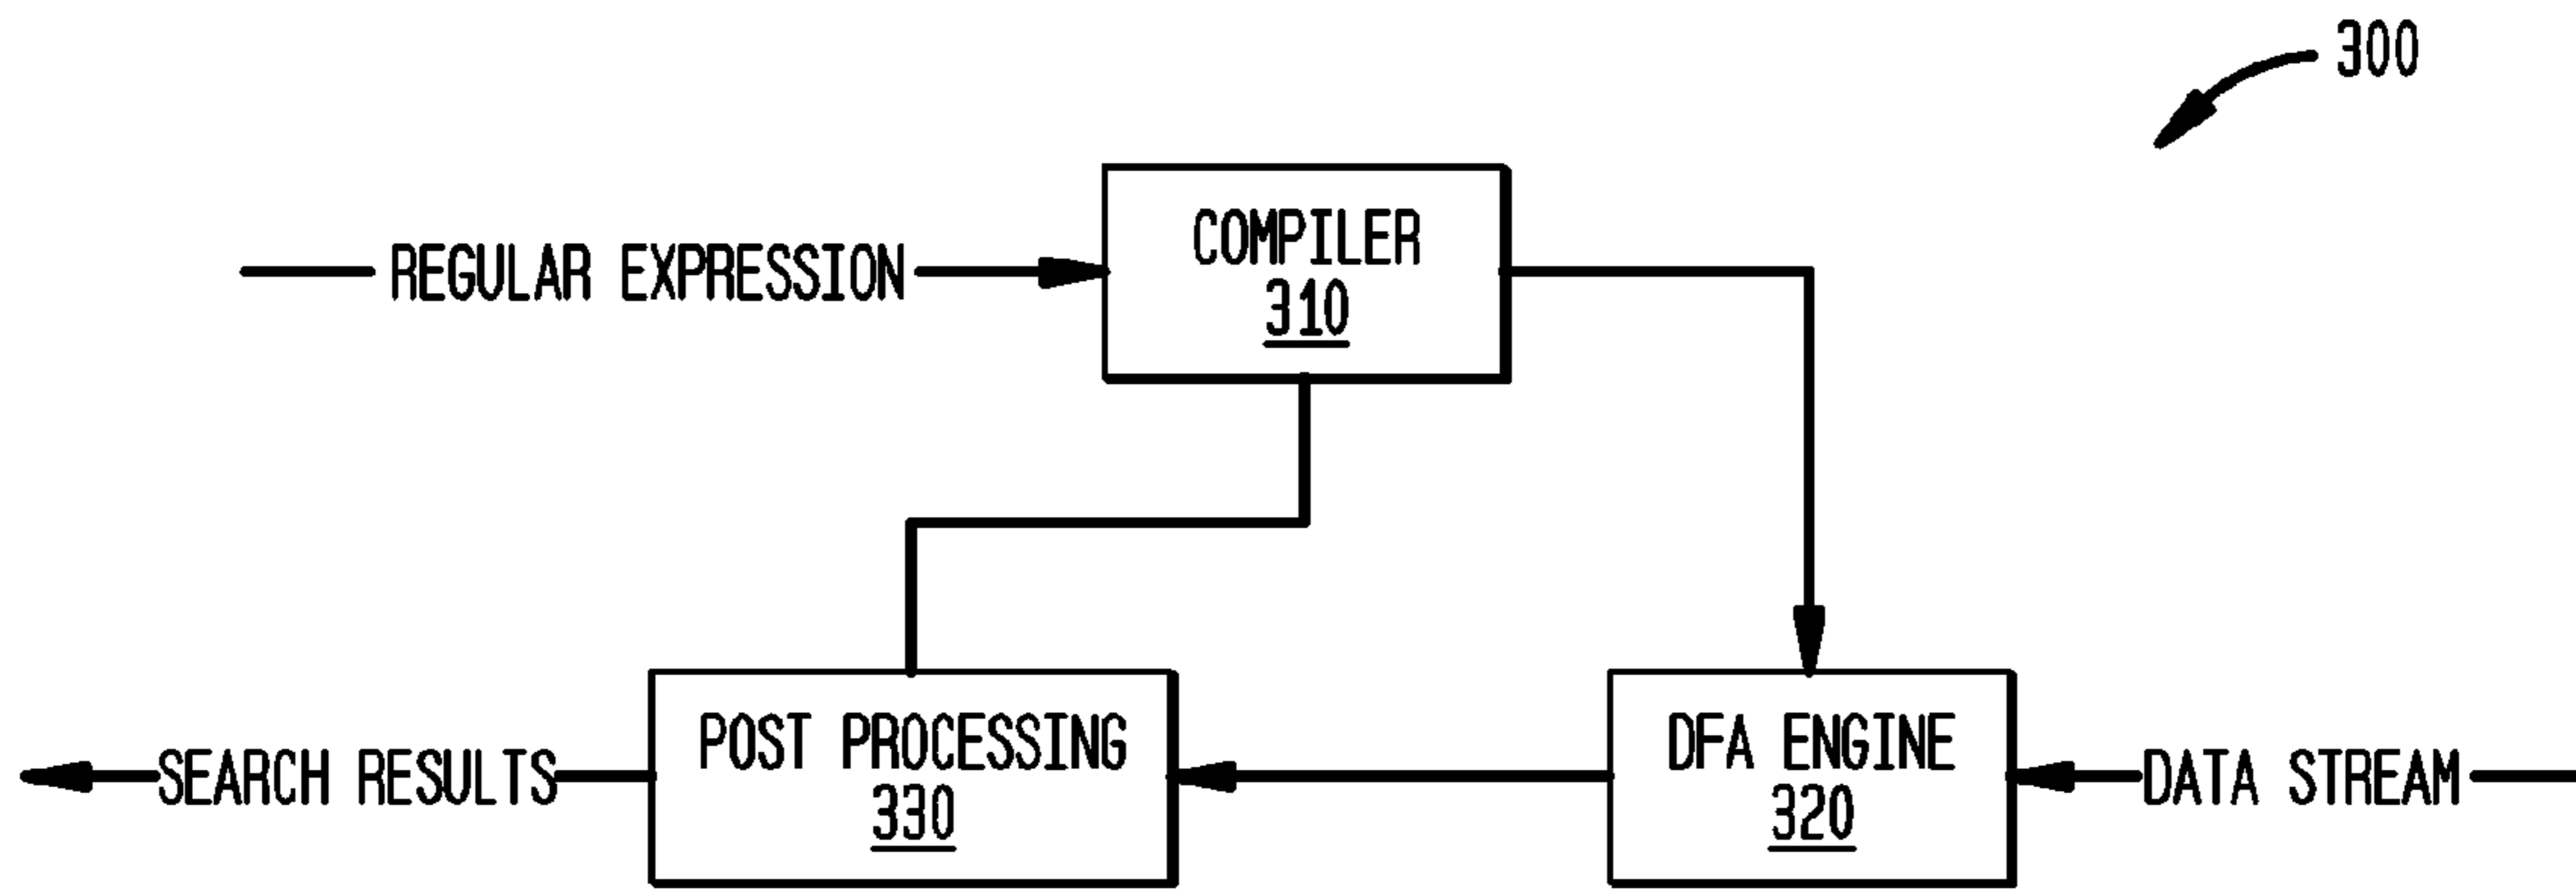 300
COMPILER
310
REGULAR EXPRESSION
POST PROCESSING
330
DFA ENGINE
320
SEARCH RESULTS
DATA STREAM